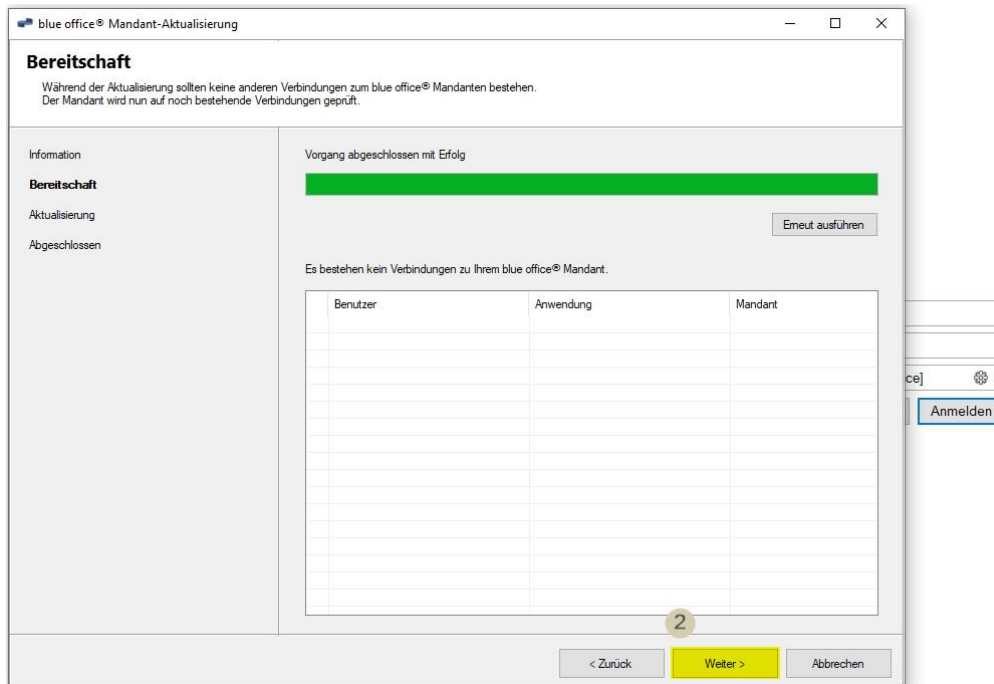 blue office® Mandant-Aktualisierung
Bereitschaft
Während der Aktualisierung sollten keine anderen Verbindungen zum blue office® Mandanten bestehen.
Der Mandant wird nun auf noch bestehende Verbindungen geprüft.
Information
Bereitschaft
Aktualisierung
Abgeschlossen
Vorgang abgeschlossen mit Erfolg
Erneut ausführen
Es bestehen kein Verbindungen zu Ihrem blue office® Mandant.
Benutzer Anwendung Mandant
ce]
Anmelden
2
< Zurück Weiter > Abbrechen